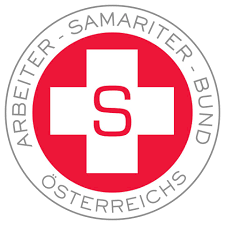 ARBEITER - SAMARITER - BUND
ÖSTERREICHS
S